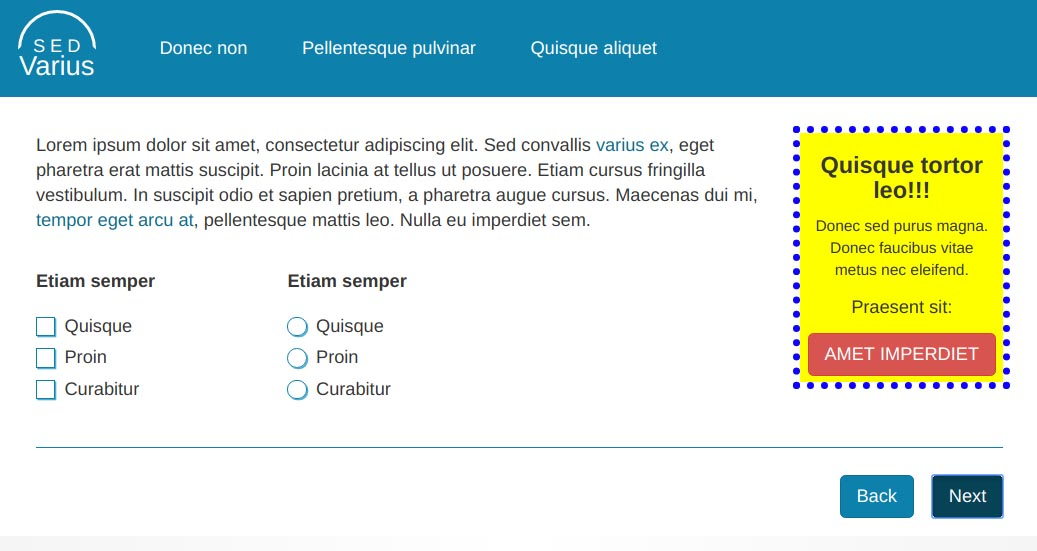 SED
Varius
Donec non
Pellentesque pulvinar
Quisque aliquet
Lorem ipsum dolor sit amet, consectetur adipiscing elit. Sed convallis varius ex, eget
pharetra erat mattis suscipit. Proin lacinia at tellus ut posuere. Etiam cursus fringilla
vestibulum. In suscipit odio et sapien pretium, a pharetra augue cursus. Maecenas dui mi,
tempor eget arcu at, pellentesque mattis leo. Nulla eu imperdiet sem.
Etiam semper
Quisque
Proin
Curabitur
Etiam semper
Quisque
Proin
Curabitur
Quisque tortor
leo!!!
Donec sed purus magna.
Donec faucibus vitae
metus nec eleifend.
Praesent sit:
AMET IMPERDIET
Back
Next